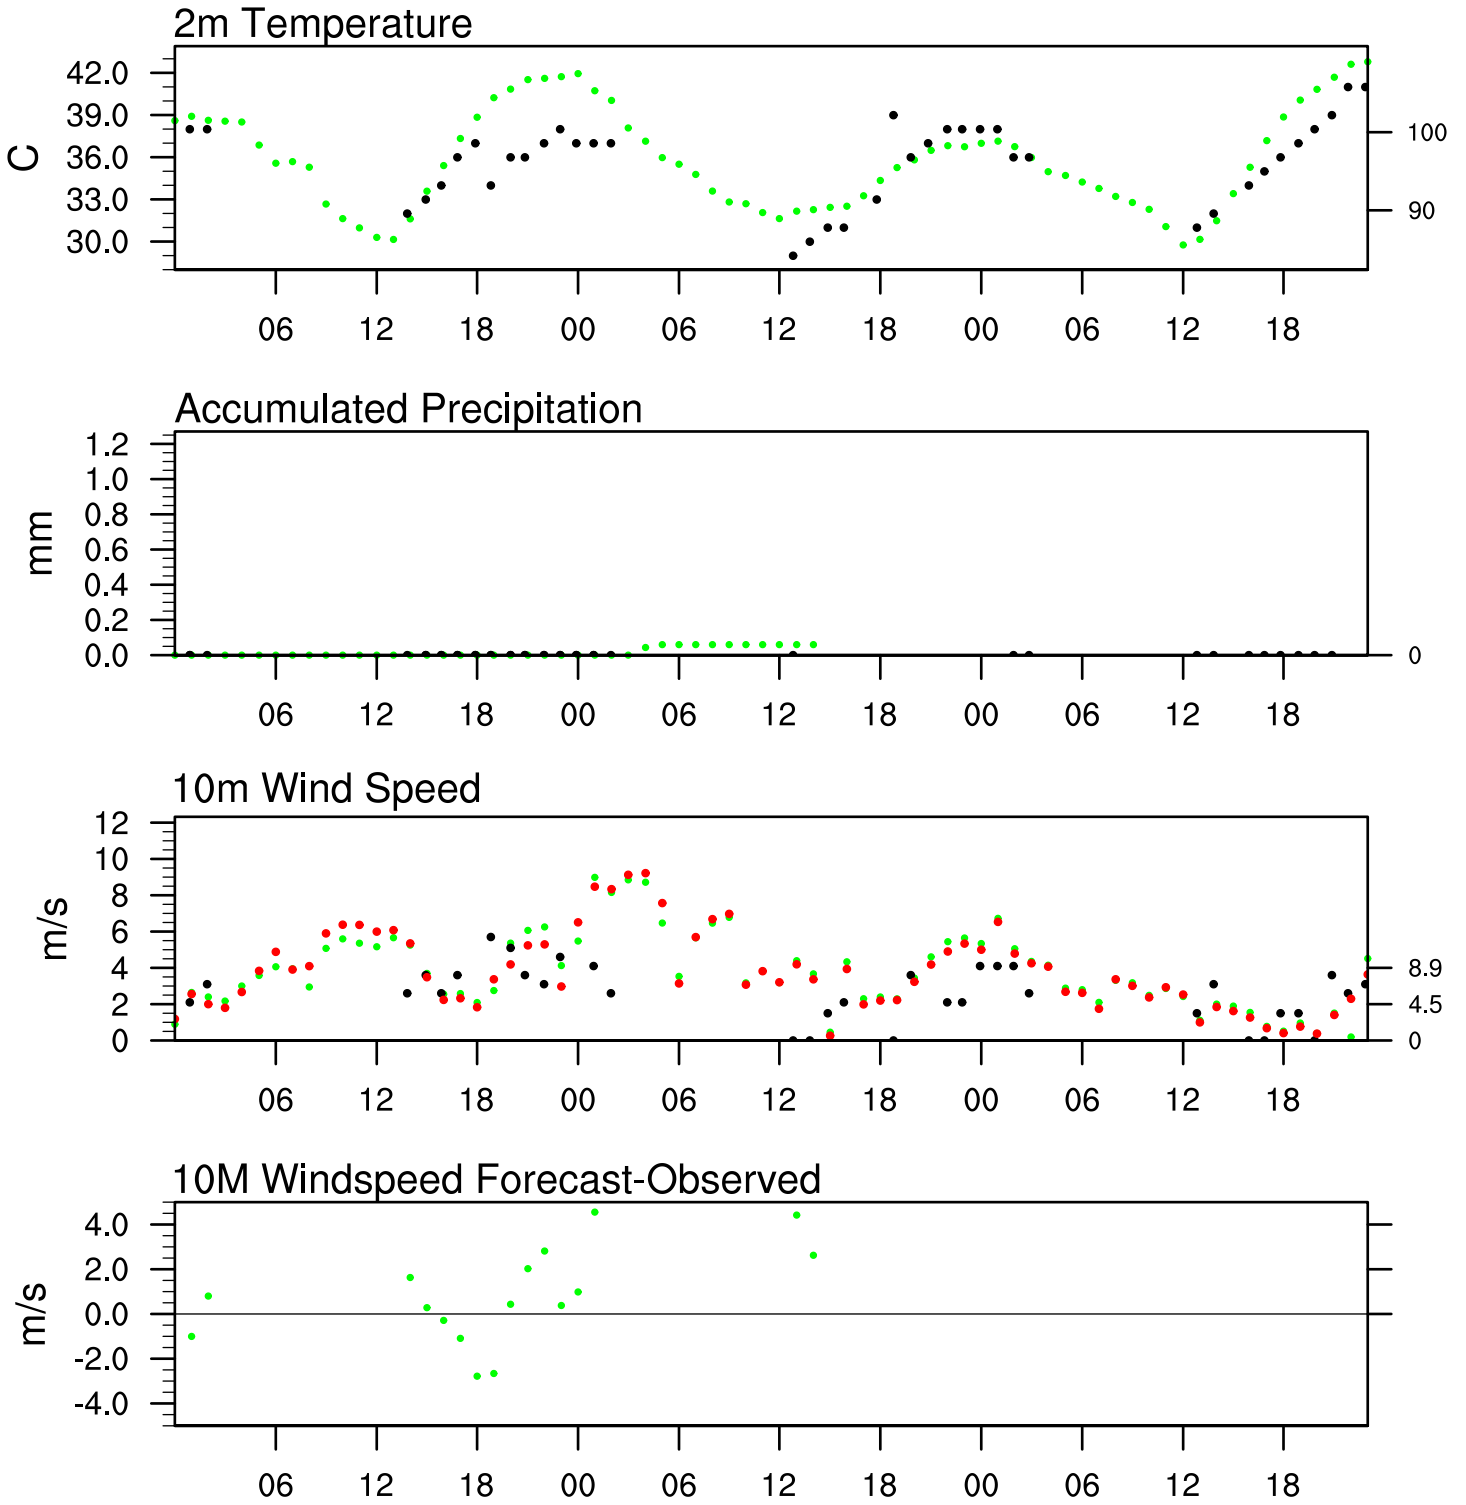 2m Temperature
42.0
39.0
36.0
33.0
30.0
C
100
90
06 12 18 00 06 12 18 00 06 12 18
Accumulated Precipitation
1.2
1.0
0.8
0.6
0.4
0.2
0.0
mm
0
06 12 18 00 06 12 18 00 06 12 18
10m Wind Speed
12
10
8
6
4
2
0
m/s
8.9
4.5
0
06 12 18 00 06 12 18 00 06 12 18
10M Windspeed Forecast-Observed
4.0
2.0
0.0
-2.0
-4.0
m/s
06 12 18 00 06 12 18 00 06 12 18